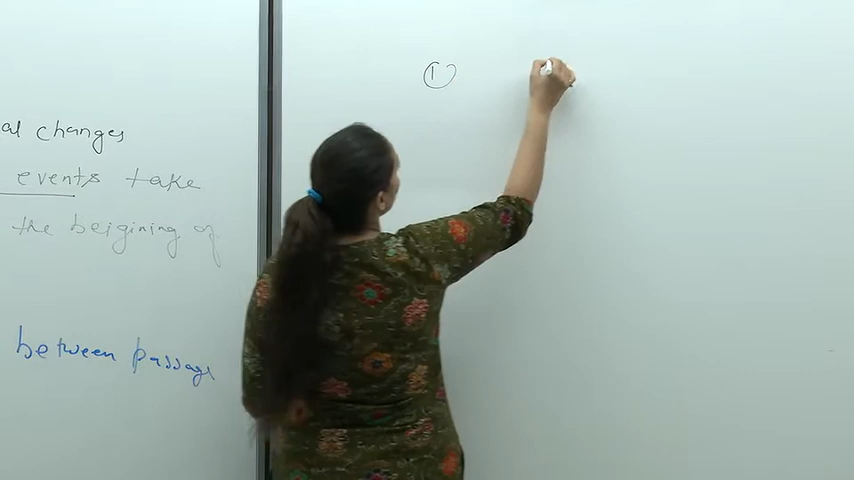 al changes
events take
the beigining of
between passage
1